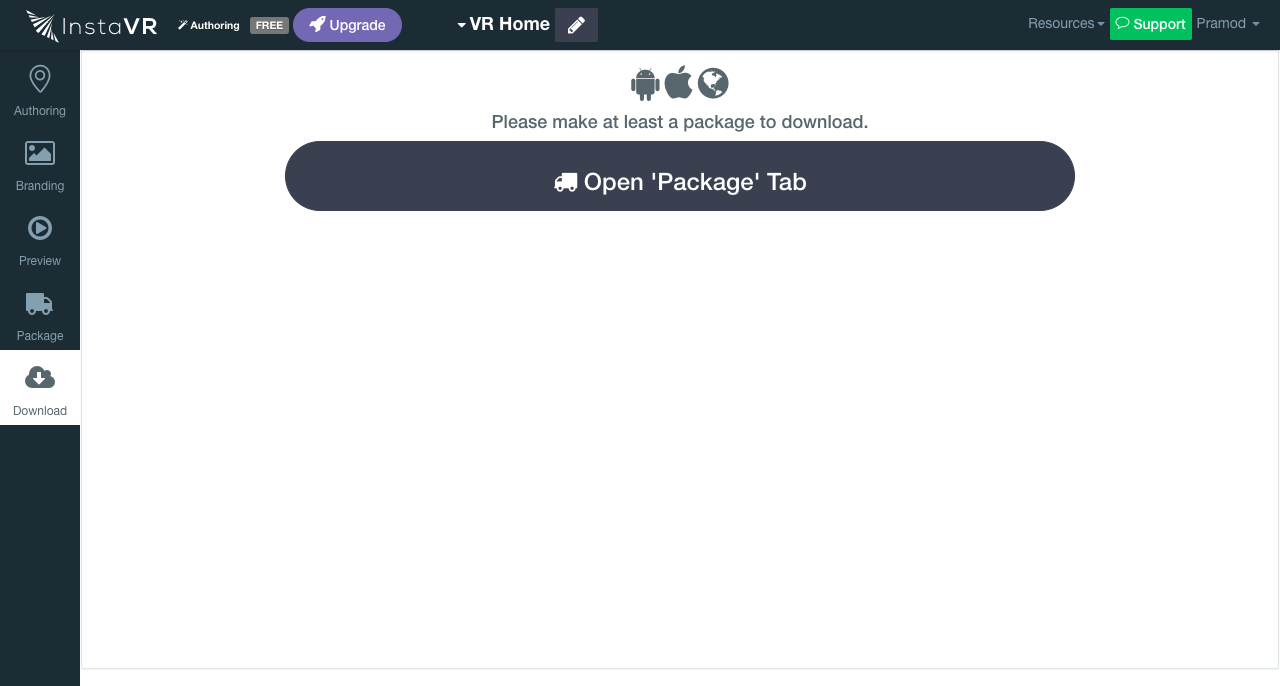 InstaVR Authoring FREE Upgrade VR Home Resources Support Pramod
Authoring
Branding
Preview
Package
Download
Please make at least a package to download.
Open 'Package' Tab